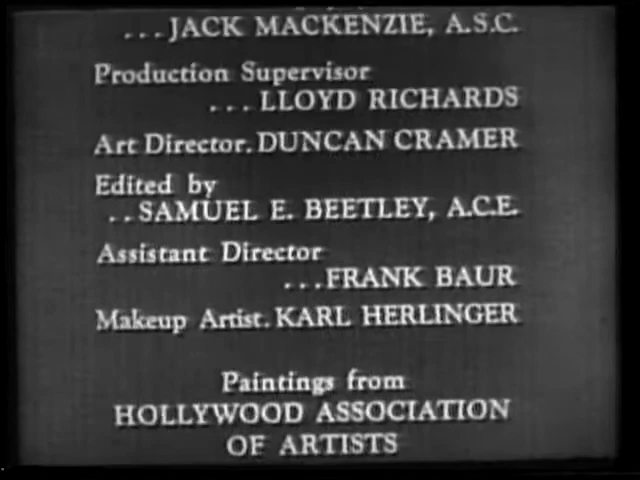 ...JACK MACKENZIE, A.S.C.
Production Supervisor
...LLOYD RICHARDS
Art Director.DUNCAN CRAMER
Edited by
..SAMUEL E. BEETLEY, A.C.E.
Assistant Director
...FRANK BAUR
Makeup Artist.KARL HERLINGER
Paintings from
HOLLYWOOD ASSOCIATION
OF ARTISTS